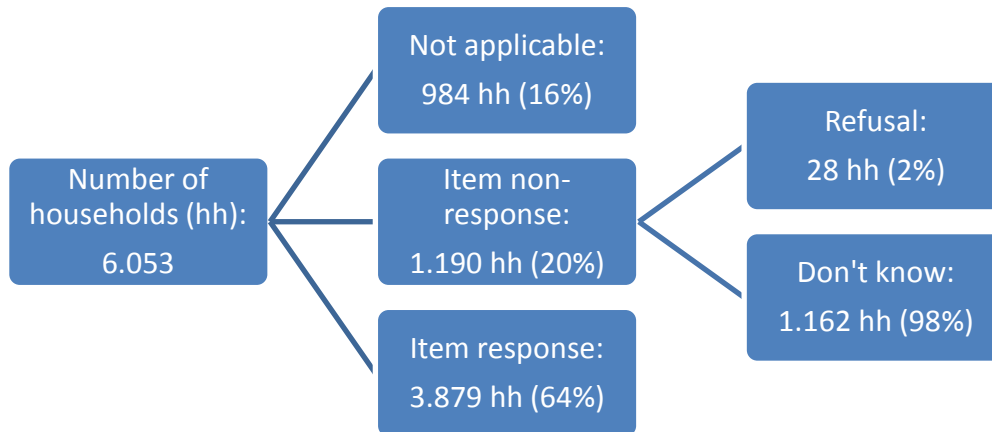 Number of
households (hh):
6.053
Not applicable:
984 hh (16%)
Item non-
response:
1.190 hh (20%)
Item response:
3.879 hh (64%)
Refusal:
28 hh (2%)
Don't know:
1.162 hh (98%)